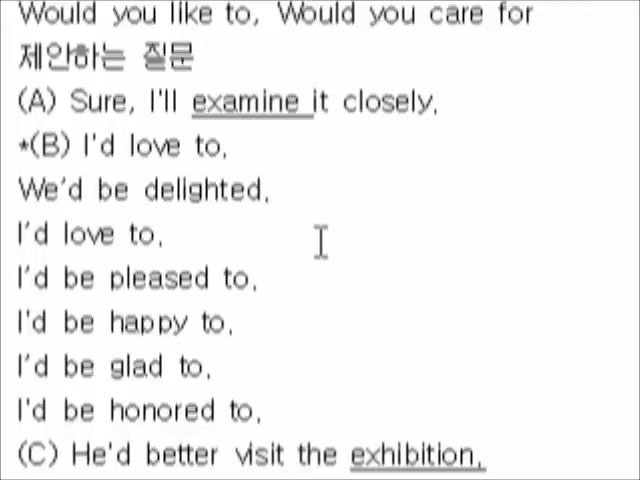 Would you like to, Would you care for
제안하는 질문
(A) Sure, I'll examine it closely,
*(B) I'd love to,
We'd be delighted,
I'd love to,
I'd be pleased to,
I'd be happy to,
I'd be glad to,
I'd be honored to,
(C) He'd better visit the exhibition,